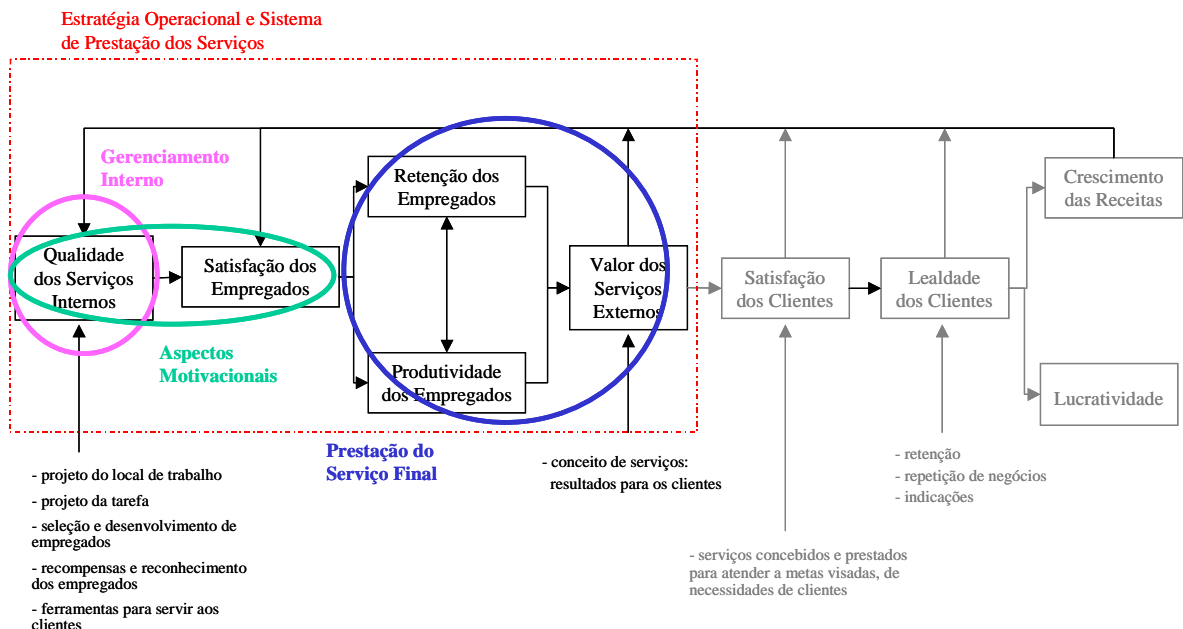 Estratégia Operacional e Sistema
de Prestação dos Serviços
Gerenciamento
Interno
Qualidade
dos Serviços
Internos
Satisfação dos
Empregados
Aspectos
Motivacionais
Retenção dos
Empregados
Produtividade
dos Empregados
Prestação do
Serviço Final
Valor dos
Serviços
Externos
Satisfação
dos Clientes
Lealdade
dos Clientes
Crescimento
das Receitas
Lucratividade
- projeto do local de trabalho
- projeto da tarefa
- seleção e desenvolvimento de
empregados
- recompensas e reconhecimento
dos empregados
- ferramentas para servir aos
clientes
- conceito de serviços:
resultados para os clientes
- serviços concebidos e prestados
para atender a metas visadas, de
necessidades de clientes
- retenção
- repetição de negócios
- indicações